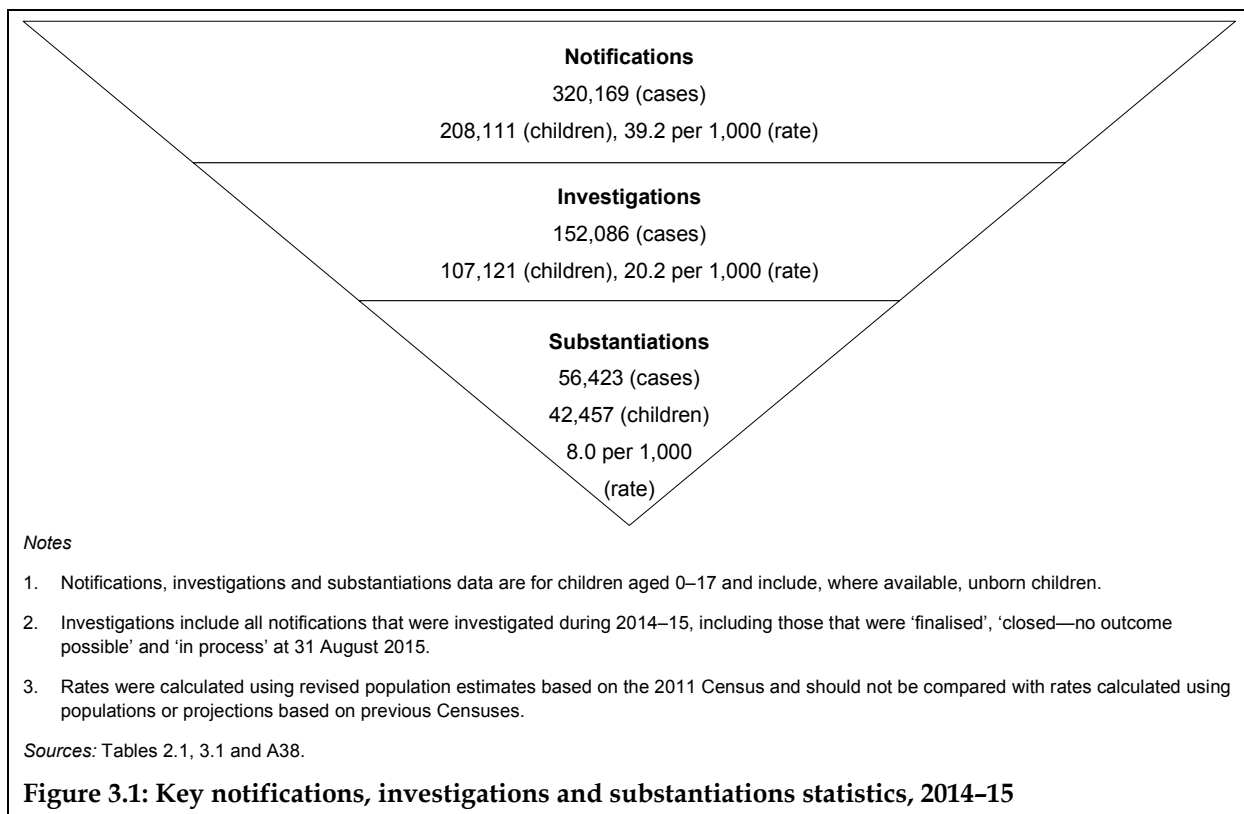 Notifications
320,169 (cases)
208,111 (children), 39.2 per 1,000 (rate)
Investigations
152,086 (cases)
107,121 (children), 20.2 per 1,000 (rate)
Substantiations
56,423 (cases)
42,457 (children)
8.0 per 1,000
(rate)
Notes
1. Notifications, investigations and substantiations data are for children aged 0–17 and include, where available, unborn children.
2. Investigations include all notifications that were investigated during 2014–15, including those that were ‘finalised’, ‘closed—no outcome
possible’ and ‘in process’ at 31 August 2015.
3. Rates were calculated using revised population estimates based on the 2011 Census and should not be compared with rates calculated using
populations or projections based on previous Censuses.
Sources: Tables 2.1, 3.1 and A38.
Figure 3.1: Key notifications, investigations and substantiations statistics, 2014–15